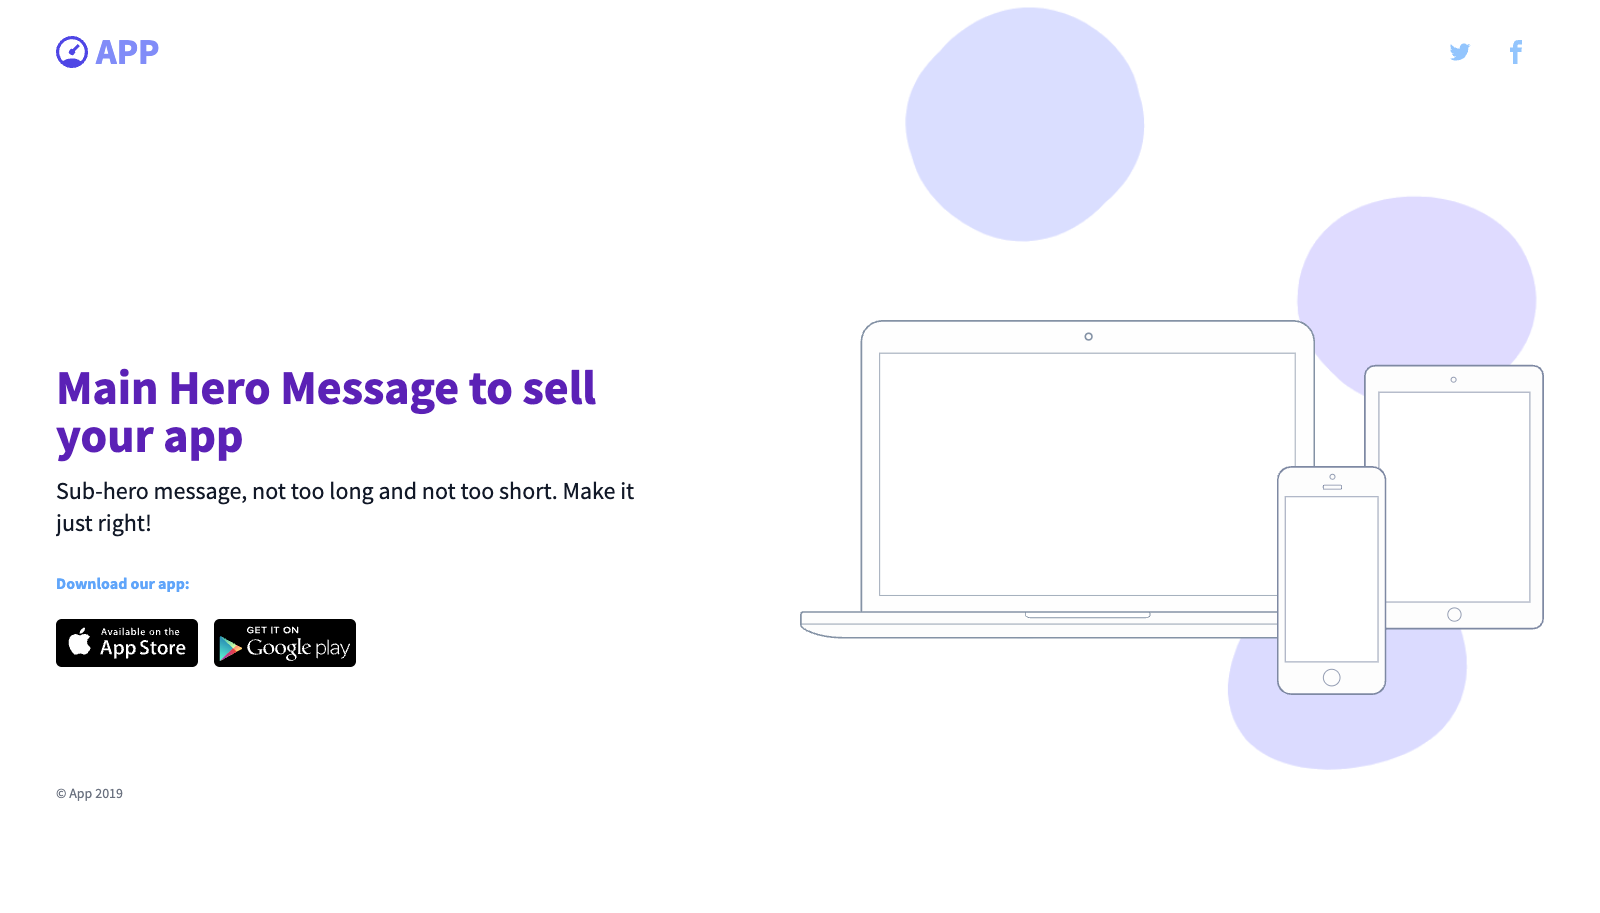 APP
Main Hero Message to sell
your app
Sub-hero message, not too long and not too short. Make it
just right!
Download our app:
Available on the
App Store
GET IT ON
Google play
© App 2019